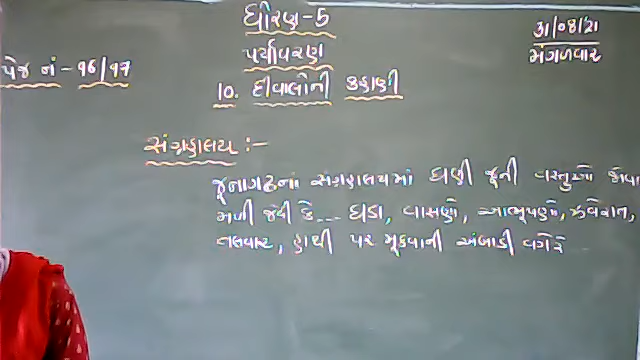 ધોરણ-5
31/08/21
પર્યાવરણ
મંગળવાર
પેજ નં - 96/97
10. દીવાલોની કહાણી
સંગ્રહાલય :-
જૂનાગઢનાં સંગ્રહાલયમાં ઘણી જૂની વસ્તુઓ જોવા
મળી જેવી કે... ઘડા, વાસણો, આભૂષણો, ઝવેરાત,
તલવાર, હાથી પર મૂકવાની અંબાડી વગેરે